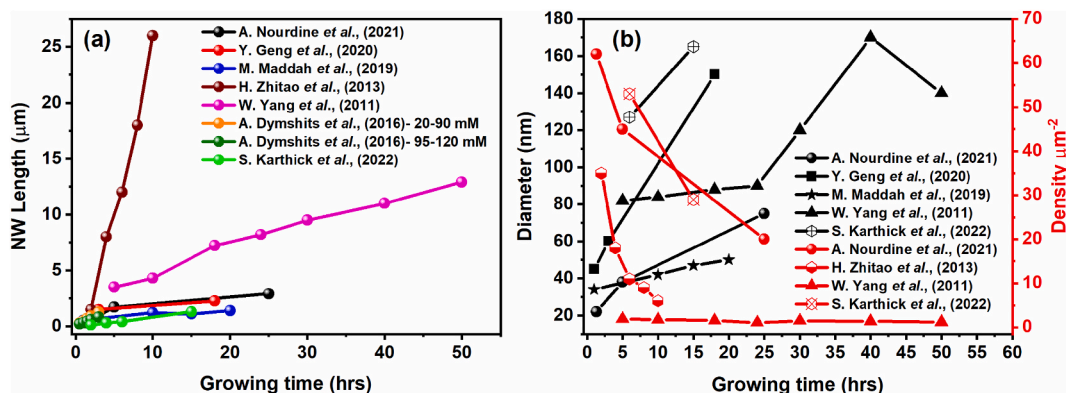 (a)
A. Nourdine et al., (2021)
Y. Geng et al., (2020)
M. Maddah et al., (2019)
H. Zhitao et al., (2013)
W. Yang et al., (2011)
A. Dymshits et al., (2016)- 20-90 mM
A. Dymshits et al., (2016)- 95-120 mM
S. Karthick et al., (2022)
NW Length (μm)
25
20
15
10
5
0
0 10 20 30 40 50
Growing time (hrs)
(b)
Diameter (nm)
180
160
140
120
100
80
60
40
20
A. Nourdine et al., (2021)
Y. Geng et al., (2020)
M. Maddah et al., (2019)
W. Yang et al., (2011)
S. Karthick et al., (2022)
A. Nourdine et al., (2021)
H. Zhitao et al., (2013)
W. Yang et al., (2011)
S. Karthick et al., (2022)
70
60
50
40
30
20
10
0
Density μm-2
0 5 10 15 20 25 30 35 40 45 50 55 60
Growing time (hrs)